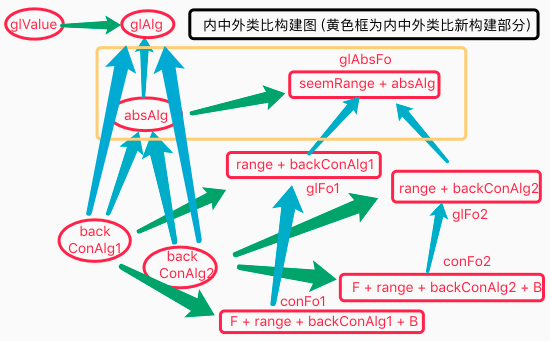 glValue
glAlg
内中外类比构建图 (黄色框为内中外类比新构建部分)
glAbsFo
seemRange + absAlg
absAlg
range + backConAlg1
glFo1
range + backConAlg2
glFo2
back
ConAlg1
back
ConAlg2
conFo2
F + range + backConAlg2 + B
conFo1
F + range + backConAlg1 + B